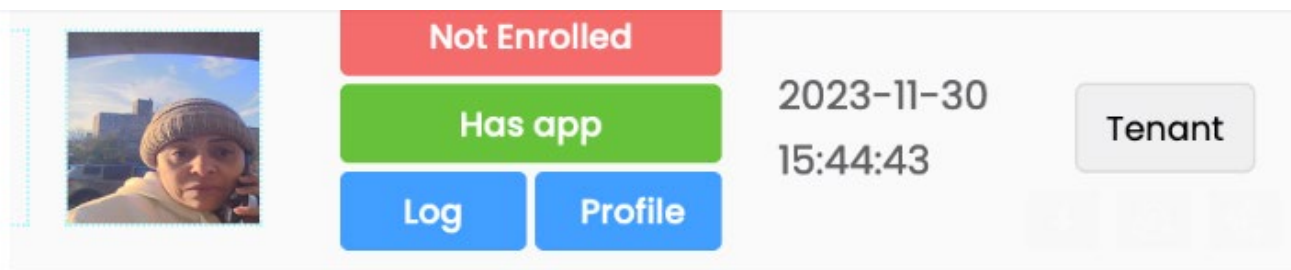 Not Enrolled
Has app
Log
Profile
2023-11-30
15:44:43
Tenant